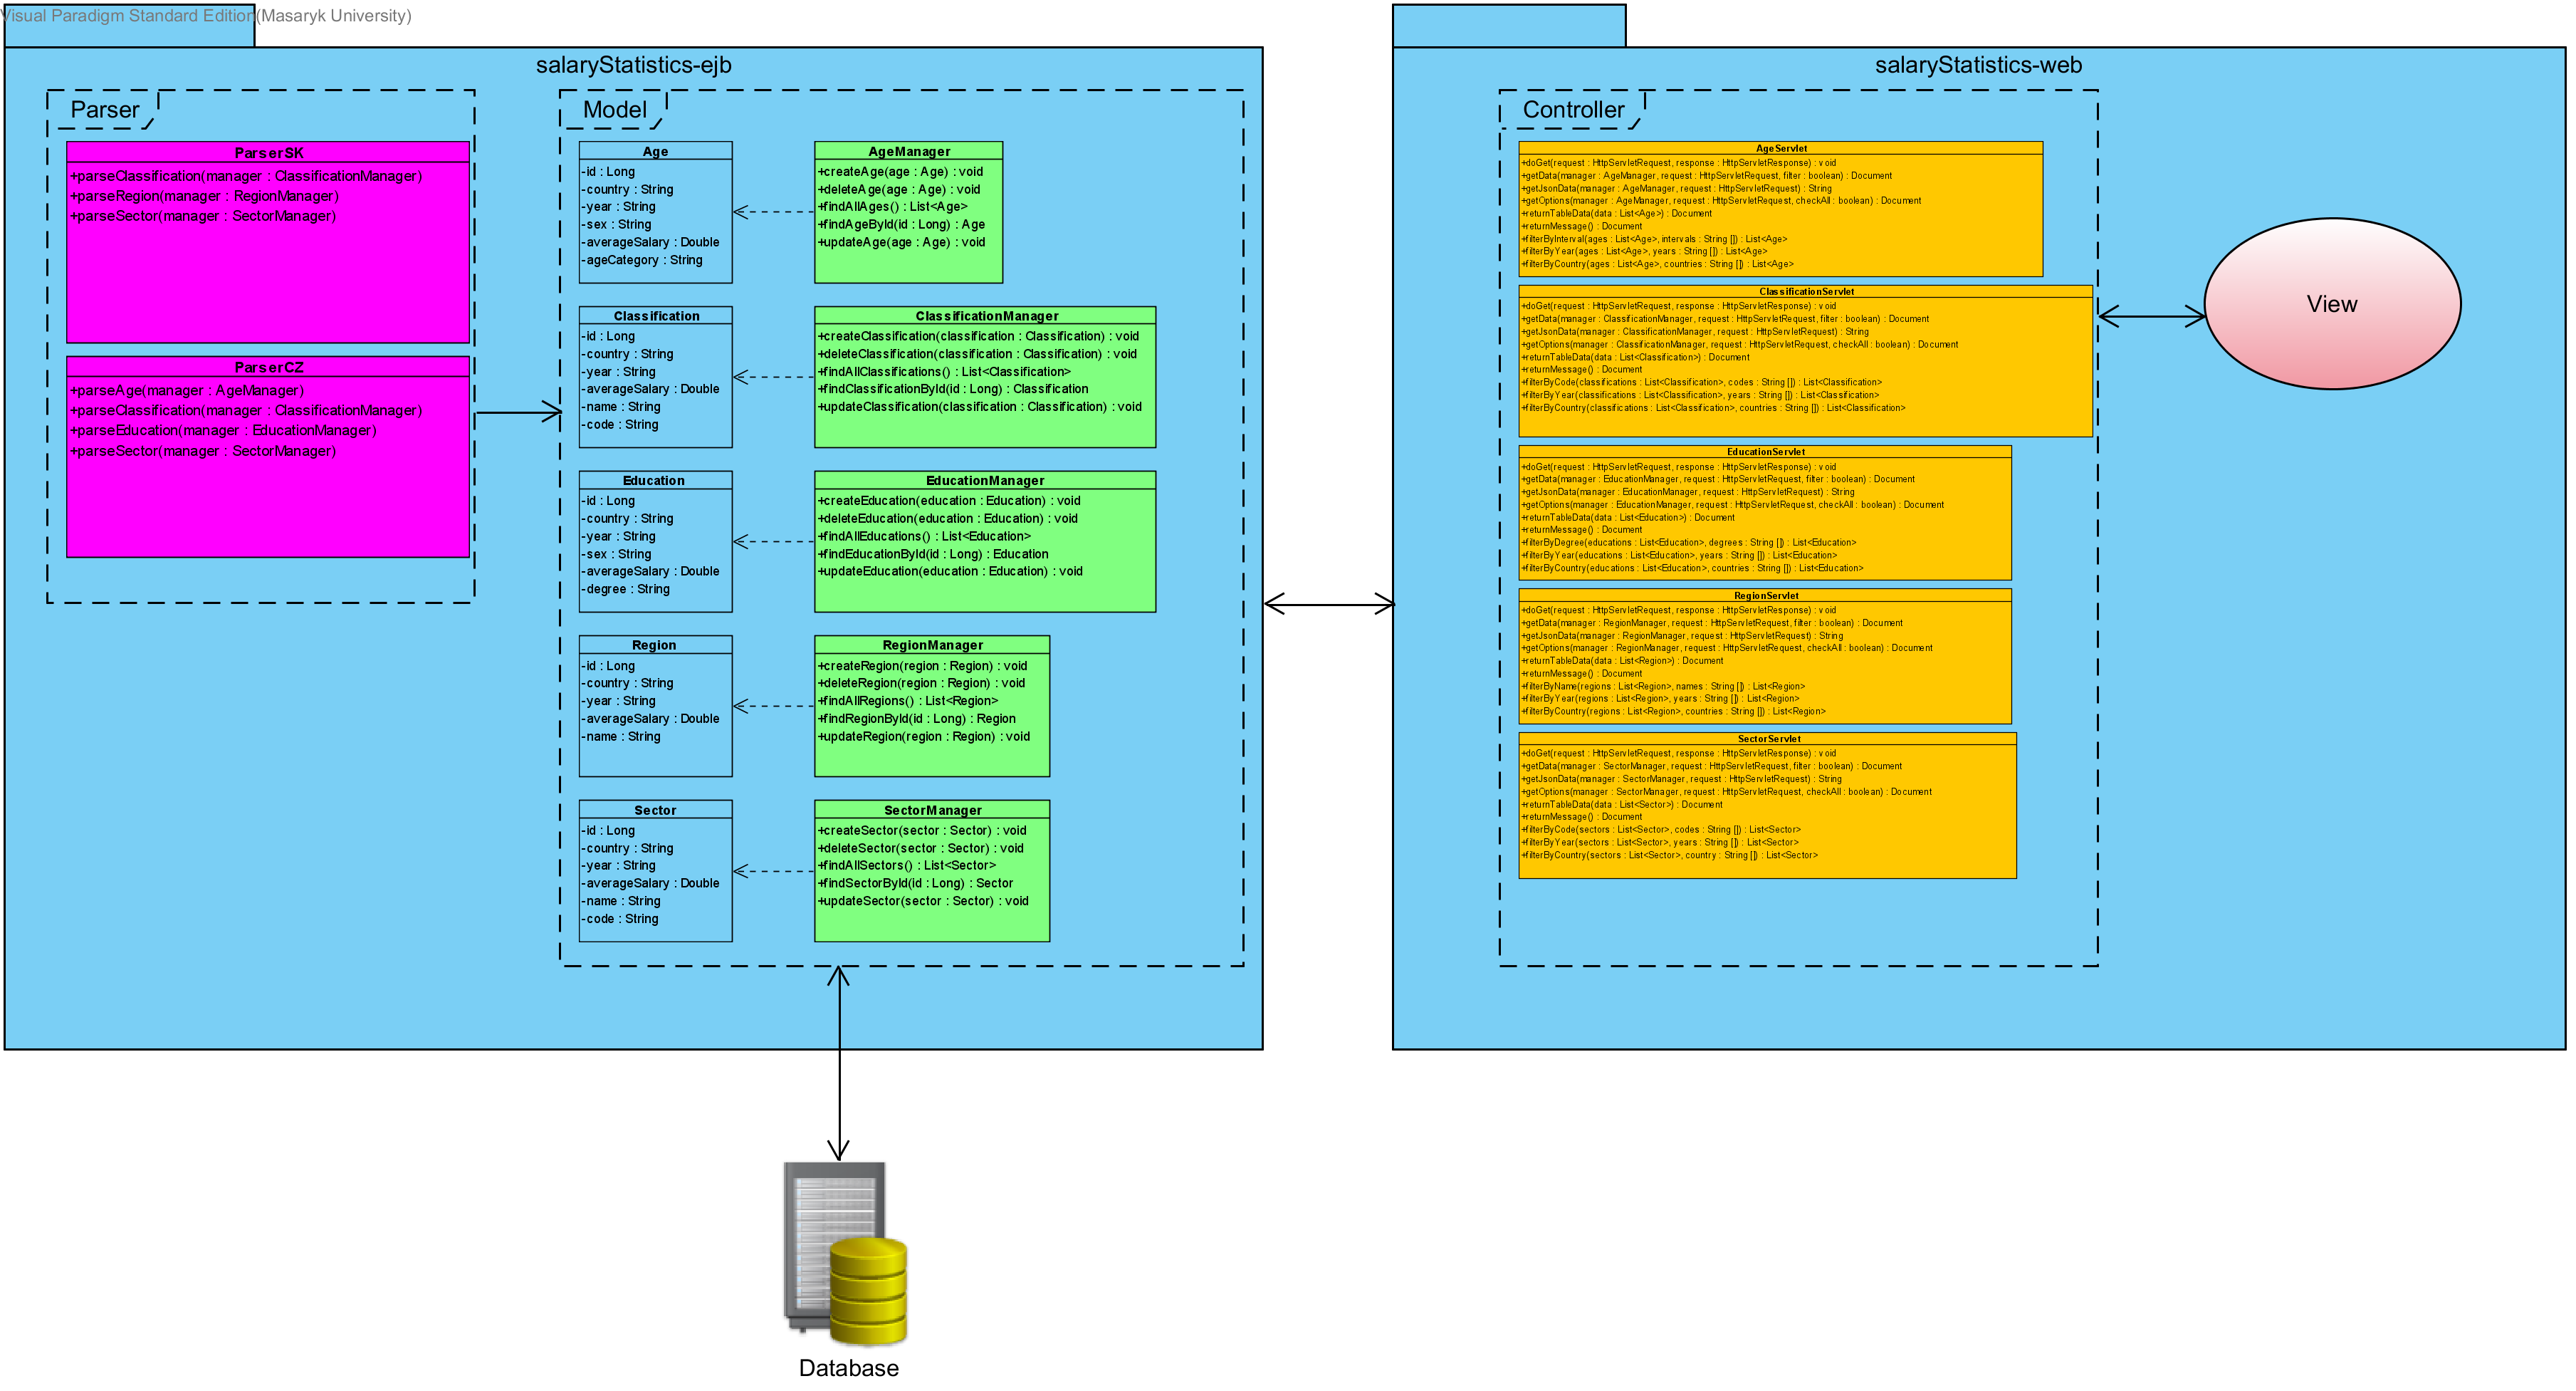 Visual Paradigm Standard Edition(Masaryk University)
salaryStatistics-ejb
Parser
ParserSK
+parseClassification(manager : ClassificationManager)
+parseRegion(manager : RegionManager)
+parseSector(manager : SectorManager)
ParserCZ
+parseAge(manager : AgeManager)
+parseClassification(manager : ClassificationManager)
+parseEducation(manager : EducationManager)
+parseSector(manager : SectorManager)
Model
Age
-id : Long
-country : String
-year : String
-sex : String
-averageSalary : Double
-ageCategory : String
AgeManager
+createAge(age : Age) : void
+deleteAge(age : Age) : void
+findAllAges() : List<Age>
+findAgeById(id : Long) : Age
+updateAge(age : Age) : void
Classification
-id : Long
-country : String
-year : String
-averageSalary : Double
-name : String
-code : String
ClassificationManager
+createClassification(classification : Classification) : void
+deleteClassification(classification : Classification) : void
+findAllClassifications() : List<Classification>
+findClassificationById(id : Long) : Classification
+updateClassification(classification : Classification) : void
Education
-id : Long
-country : String
-year : String
-sex : String
-averageSalary : Double
-degree : String
EducationManager
+createEducation(education : Education) : void
+deleteEducation(education : Education) : void
+findAllEducations() : List<Education>
+findEducationById(id : Long) : Education
+updateEducation(education : Education) : void
Region
-id : Long
-country : String
-year : String
-averageSalary : Double
-name : String
RegionManager
+createRegion(region : Region) : void
+deleteRegion(region : Region) : void
+findAllRegions() : List<Region>
+findRegionById(id : Long) : Region
+updateRegion(region : Region) : void
Sector
-id : Long
-country : String
-year : String
-averageSalary : Double
-name : String
-code : String
SectorManager
+createSector(sector : Sector) : void
+deleteSector(sector : Sector) : void
+findAllSectors() : List<Sector>
+findSectorById(id : Long) : Sector
+updateSector(sector : Sector) : void
salaryStatistics-web
Controller
AgeServlet
+doGet(request : HttpServletRequest, response : HttpServletResponse) : void
+getData(manager : AgeManager, request : HttpServletRequest, filter : boolean) : Document
+getJsonData(manager : AgeManager, request : HttpServletRequest) : String
+getOptions(manager : AgeManager, request : HttpServletRequest, checkAll : boolean) : Document
+returnTableData(data : List<Age>) : Document
+returnMessage() : Document
+filterByInterval(ages : List<Age>, intervals : String []) : List<Age>
+filterByYear(ages : List<Age>, years : String []) : List<Age>
+filterByCountry(ages : List<Age>, countries : String []) : List<Age>
ClassificationServlet
+doGet(request : HttpServletRequest, response : HttpServletResponse) : void
+getData(manager : ClassificationManager, request : HttpServletRequest, filter : boolean) : Document
+getJsonData(manager : ClassificationManager, request : HttpServletRequest) : String
+getOptions(manager : ClassificationManager, request : HttpServletRequest, checkAll : boolean) : Document
+returnTableData(data : List<Classification>) : Document
+returnMessage() : Document
+filterByCode(classifications : List<Classification>, codes : String []) : List<Classification>
+filterByYear(classifications : List<Classification>, years : String []) : List<Classification>
+filterByCountry(classifications : List<Classification>, countries : String []) : List<Classification>
EducationServlet
+doGet(request : HttpServletRequest, response : HttpServletResponse) : void
+getData(manager : EducationManager, request : HttpServletRequest, filter : boolean) : Document
+getJsonData(manager : EducationManager, request : HttpServletRequest) : String
+getOptions(manager : EducationManager, request : HttpServletRequest, checkAll : boolean) : Document
+returnTableData(data : List<Education>) : Document
+returnMessage() : Document
+filterByDegree(educations : List<Education>, degrees : String []) : List<Education>
+filterByYear(educations : List<Education>, years : String []) : List<Education>
+filterByCountry(educations : List<Education>, countries : String []) : List<Education>
RegionServlet
+doGet(request : HttpServletRequest, response : HttpServletResponse) : void
+getData(manager : RegionManager, request : HttpServletRequest, filter : boolean) : Document
+getJsonData(manager : RegionManager, request : HttpServletRequest) : String
+getOptions(manager : RegionManager, request : HttpServletRequest, checkAll : boolean) : Document
+returnTableData(data : List<Region>) : Document
+returnMessage() : Document
+filterByName(regions : List<Region>, names : String []) : List<Region>
+filterByYear(regions : List<Region>, years : String []) : List<Region>
+filterByCountry(regions : List<Region>, countries : String []) : List<Region>
SectorServlet
+doGet(request : HttpServletRequest, response : HttpServletResponse) : void
+getData(manager : SectorManager, request : HttpServletRequest, filter : boolean) : Document
+getJsonData(manager : SectorManager, request : HttpServletRequest) : String
+getOptions(manager : SectorManager, request : HttpServletRequest, checkAll : boolean) : Document
+returnTableData(data : List<Sector>) : Document
+returnMessage() : Document
+filterByCode(sectors : List<Sector>, codes : String []) : List<Sector>
+filterByYear(sectors : List<Sector>, years : String []) : List<Sector>
+filterByCountry(sectors : List<Sector>, country : String []) : List<Sector>
View
Database